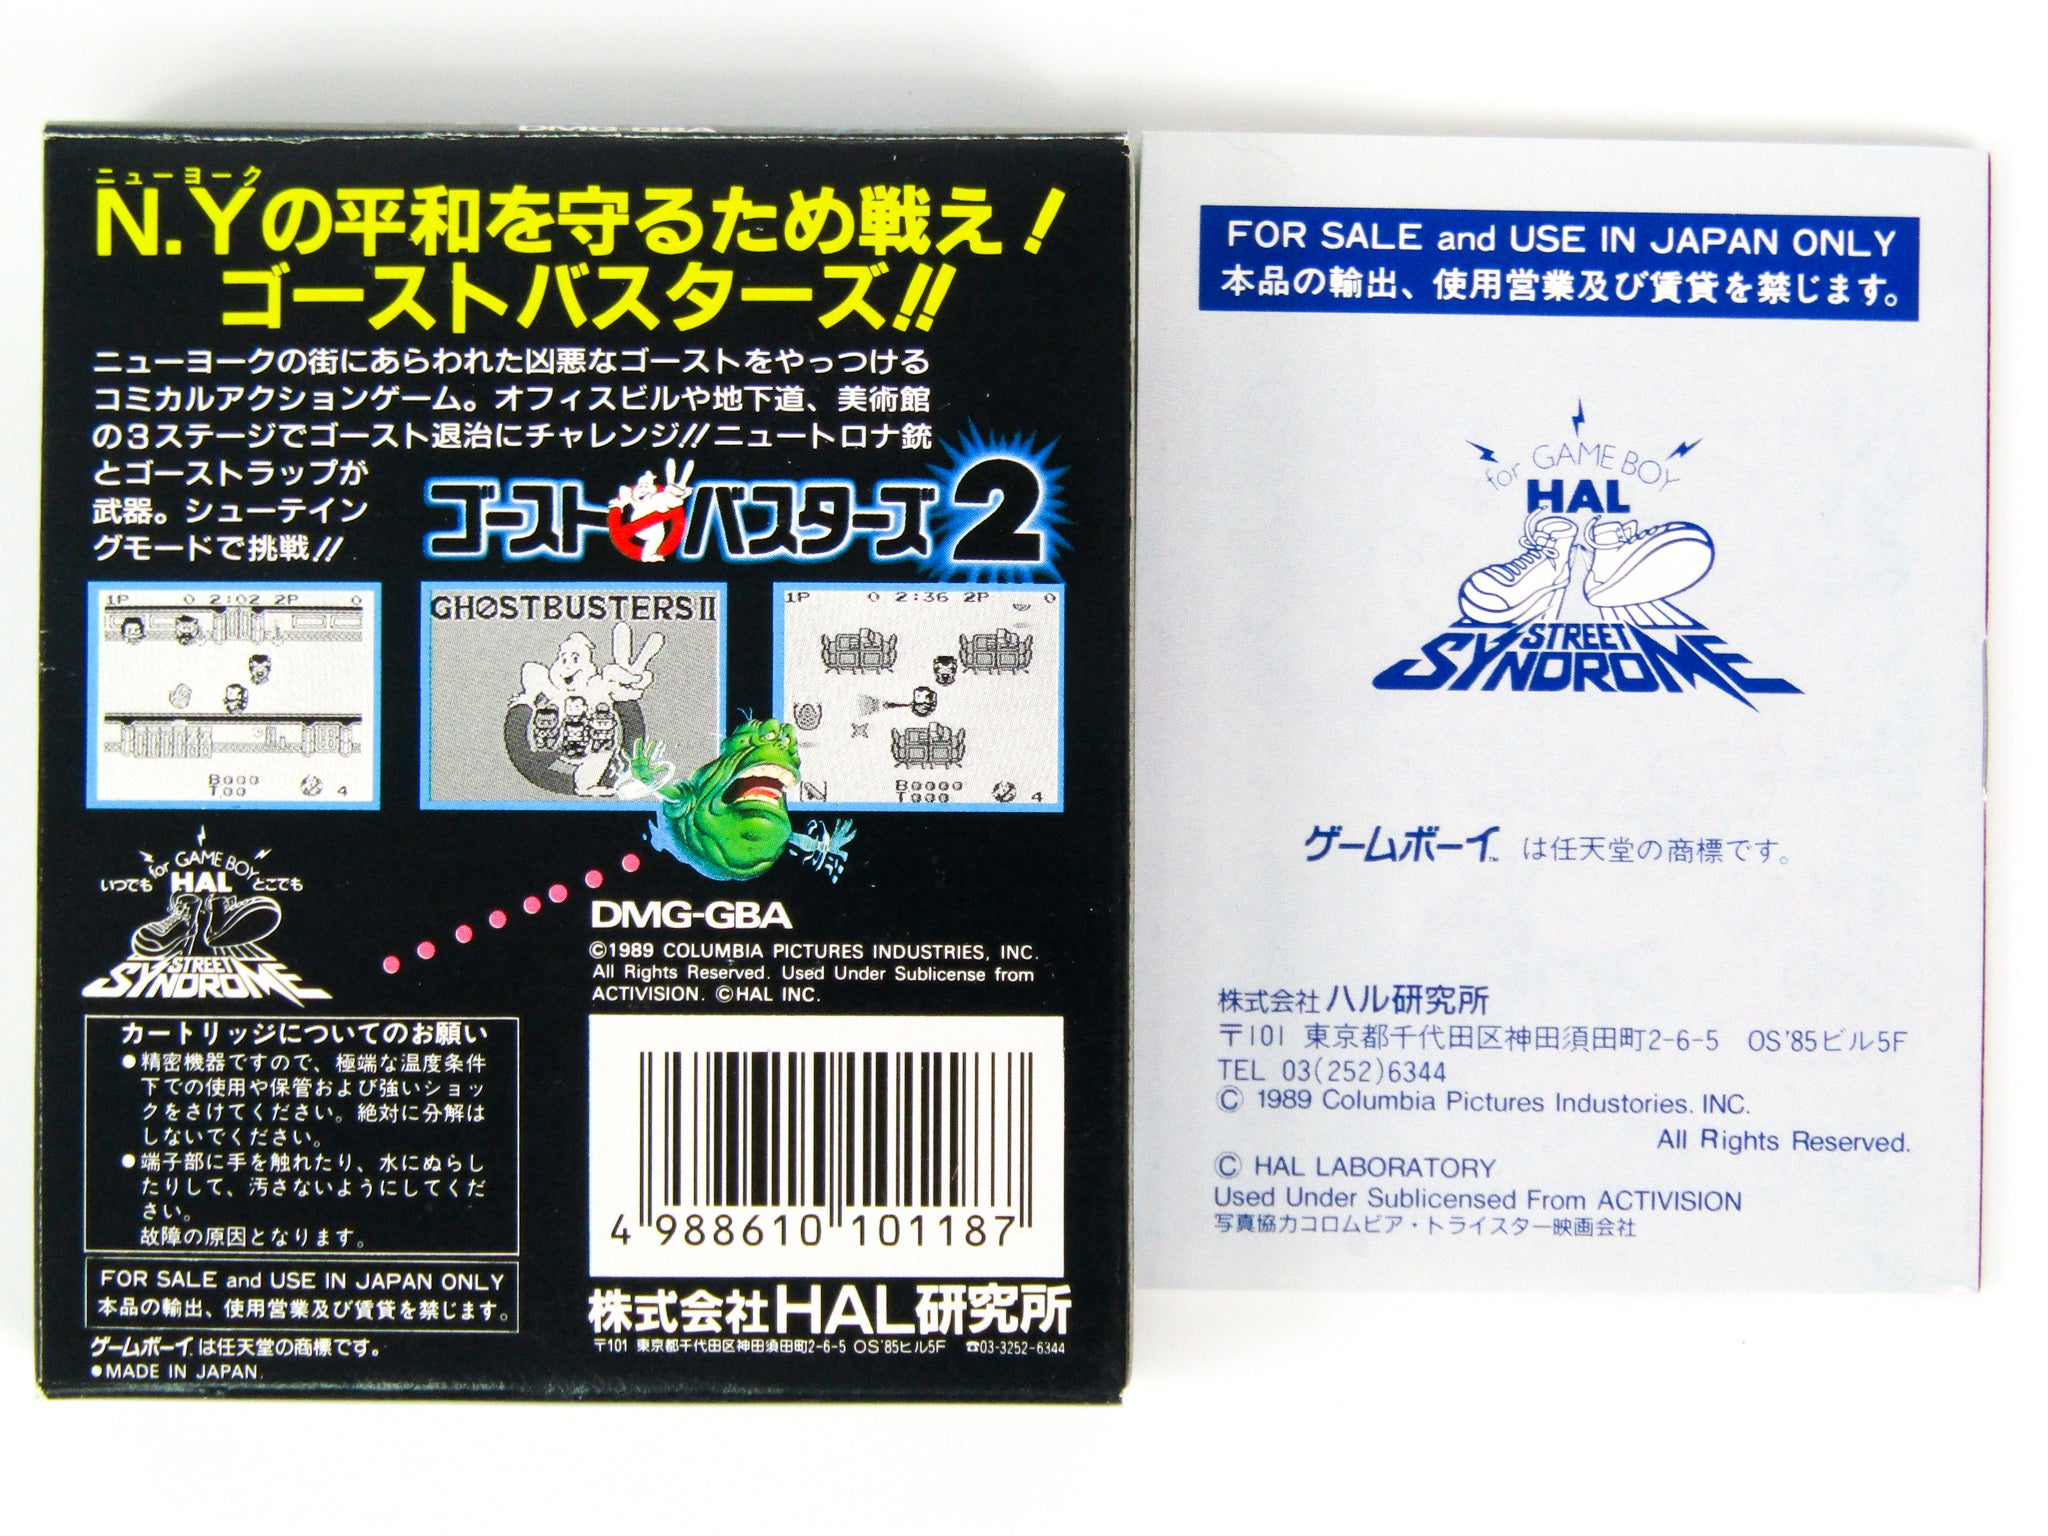 DMG-GBA
ニューヨーク
N.Yの平和を守るため戦え!
ゴーストバスターズ!!
ニューヨークの街にあらわれた凶悪なゴーストをやっつける
コミカルアクションゲーム。オフィスビルや地下道、美術館
の3ステージでゴースト退治にチャレンジ!!ニュートロナ銃
とゴーストラップが
武器。シューテイン
グモードで挑戦!!
ゴーストバスターズ2
1P 0 2:02 2P 0
B000
T.00
4
GHOSTBUSTERS II
1P 0 2:36 2P 0
B0000
T000
4
for GAME BOY
いつでも HAL どこでも
STREET
SYNDROME
DMG-GBA
©1989 COLUMBIA PICTURES INDUSTRIES, INC.
All Rights Reserved. Used Under Sublicense from
ACTIVISION. ©HAL INC.
カートリッジについてのお願い
●精密機器ですので、極端な温度条件
下での使用や保管および強いショッ
クをさけてください。絶対に分解は
しないでください。
●端子部に手を触れたり、水にぬらし
たりして、汚さないようにしてくだ
さい。
故障の原因となります。
FOR SALE and USE IN JAPAN ONLY
本品の輸出、使用営業及び賃貸を禁じます。
ゲームボーイは任天堂の商標です。
●MADE IN JAPAN.
4 988610 101187
株式会社HAL研究所
〒101 東京都千代田区神田須田町2-6-5 OS'85ビル5F ☎03-3252-6344
FOR SALE and USE IN JAPAN ONLY
本品の輸出、使用営業及び賃貸を禁じます。
for GAME BOY
HAL
STREET
SYNDROME
ゲームボーイ™ は任天堂の商標です。
株式会社ハル研究所
〒101 東京都千代田区神田須田町2-6-5 OS'85ビル5F
TEL 03(252)6344
© 1989 Columbia Pictures Industories. INC.
All Rights Reserved.
© HAL LABORATORY
Used Under Sublicensed From ACTIVISION
写真協力コロムビア・トライスター映画会社